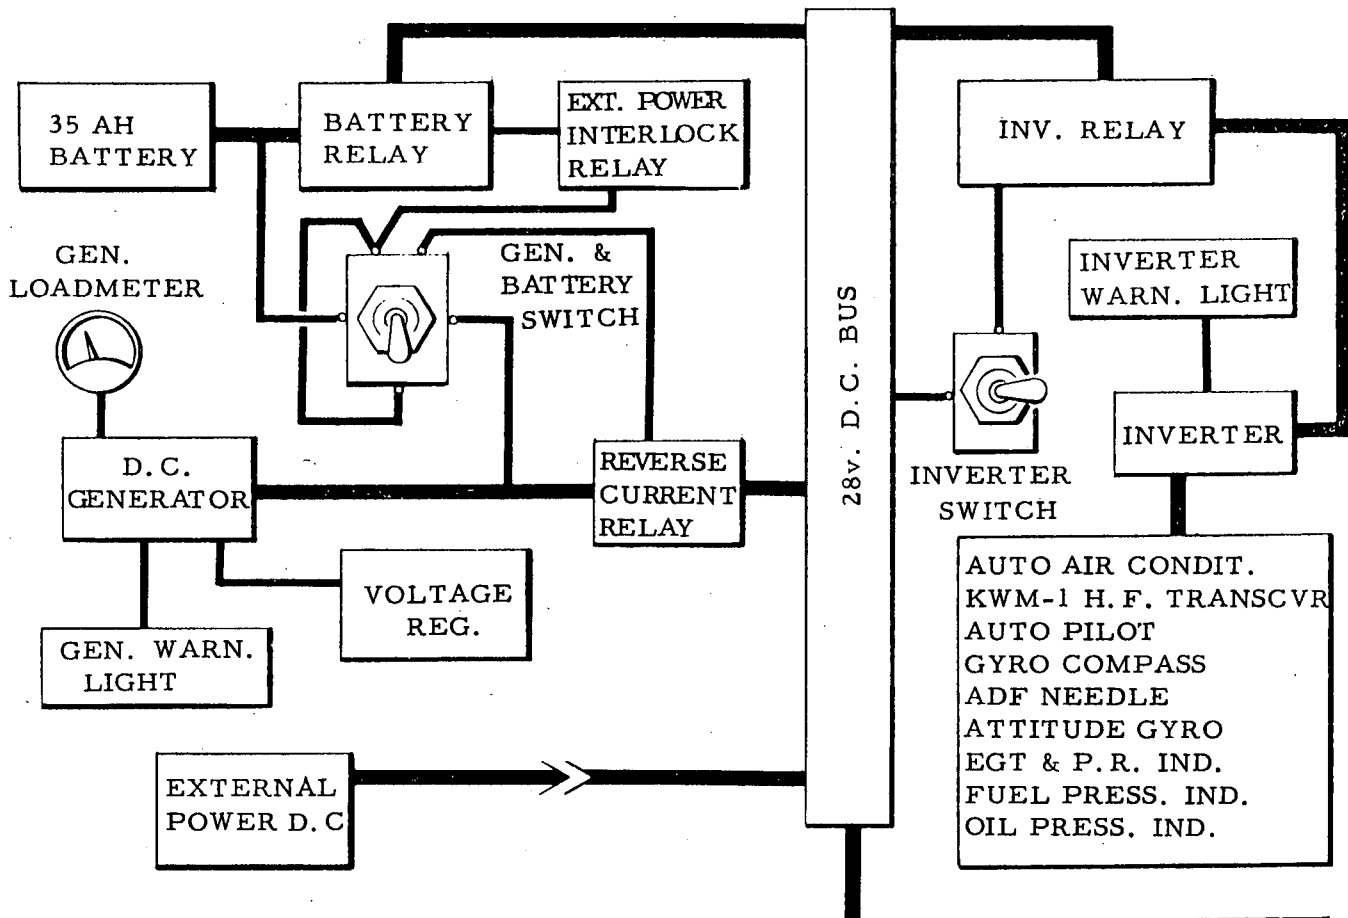 35 AH
BATTERY
BATTERY
RELAY
EXT. POWER
INTERLOCK
RELAY
INV. RELAY
GEN.
LOADMETER
GEN. &
BATTERY
SWITCH
INVERTER
WARN. LIGHT
28v. D.C. BUS
D.C.
GENERATOR
REVERSE
CURRENT
RELAY
INVERTER
SWITCH
INVERTER
VOLTAGE
REG.
GEN. WARN.
LIGHT
EXTERNAL
POWER D.C
AUTO AIR CONDIT.
KWM-1 H.F. TRANSCVR
AUTO PILOT
GYRO COMPASS
ADF NEEDLE
ATTITUDE GYRO
EGT & P.R. IND.
FUEL PRESS. IND.
OIL PRESS. IND.